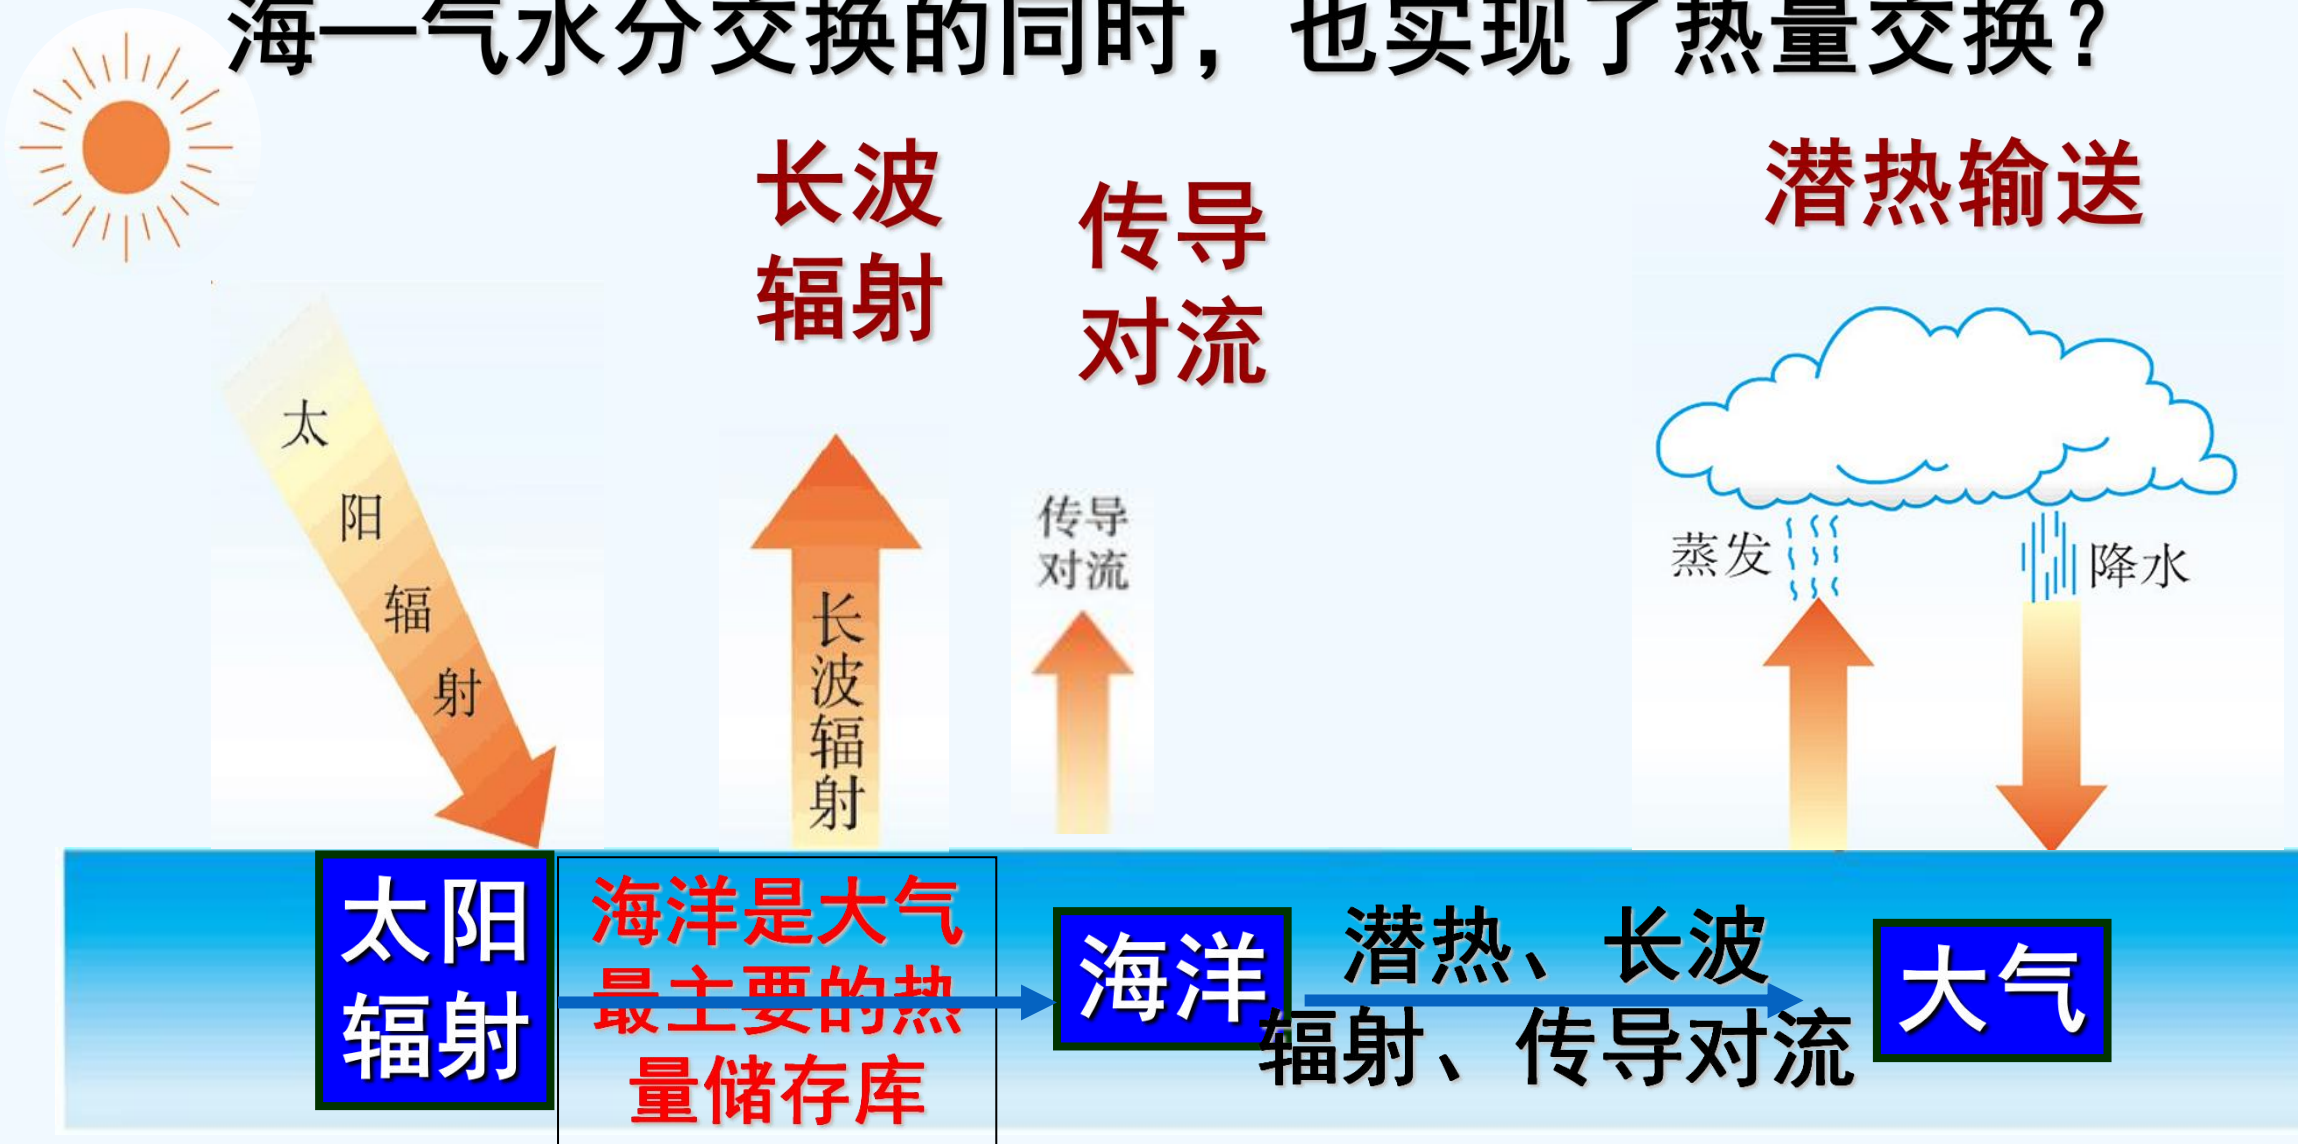 海—气水分交换的同时，也实现了热量交换？
长波
辐射
传导
对流
潜热输送
太
阳
辐
射
长
波
辐
射
传导
对流
蒸发
降水
太阳
辐射
海洋是大气
最主要的热
量储存库
海洋
潜热、长波
辐射、传导对流
大气